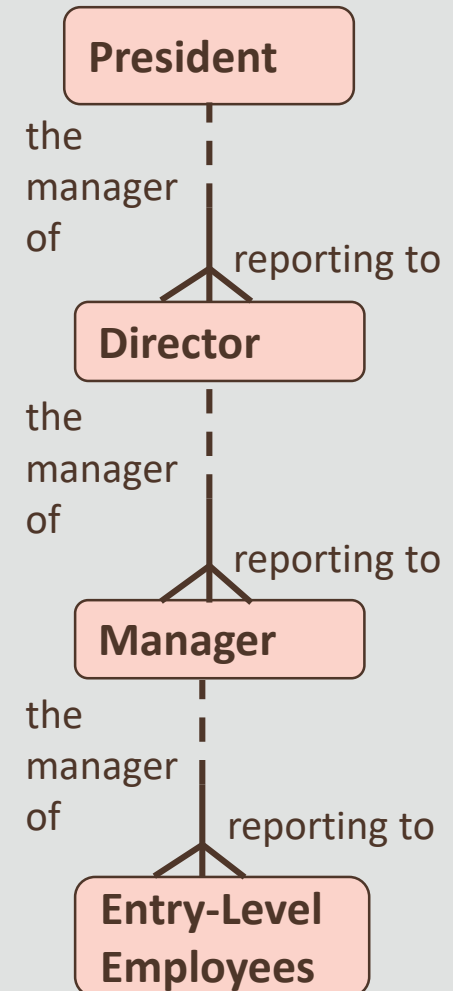 President
the
manager
of
reporting to
Director
the
manager
of
reporting to
Manager
the
manager
of
reporting to
Entry-Level
Employees